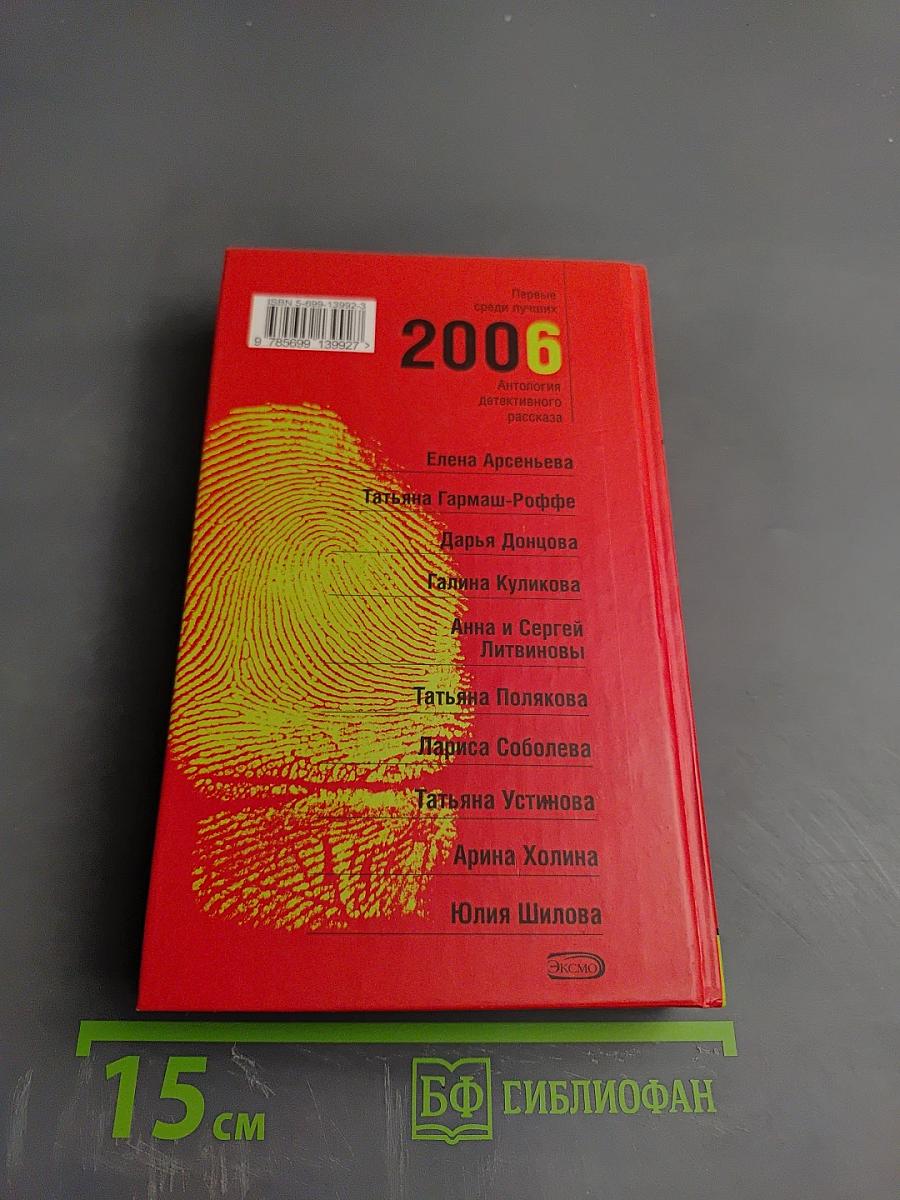 ISBN 5-699-13992-3
9 785699 139927 >
Первые
среди лучших
2006
Антология
детективного
рассказа
Елена Арсеньева
Татьяна Гармаш-Роффе
Дарья Донцова
Галина Куликова
Анна и Сергей
Литвиновы
Татьяна Полякова
Лариса Соболева
Татьяна Устинова
Арина Холина
Юлия Шилова
ЭКСМО
15 см
БФ БИБЛИОФАН